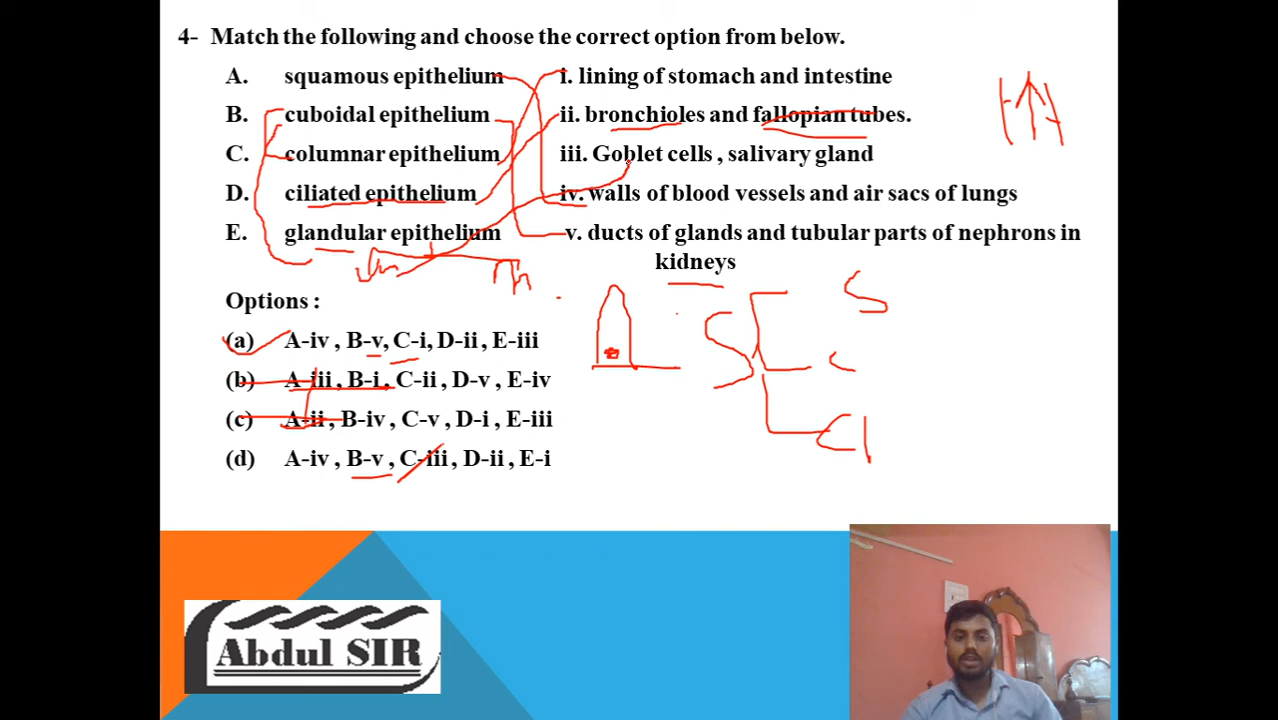 4- Match the following and choose the correct option from below.
A. squamous epithelium i. lining of stomach and intestine
B. cuboidal epithelium ii. bronchioles and fallopian tubes.
C. columnar epithelium iii. Goblet cells , salivary gland
D. ciliated epithelium iv. walls of blood vessels and air sacs of lungs
E. glandular epithelium v. ducts of glands and tubular parts of nephrons in
kidneys
Options :
(a) A-iv , B-v, C-i, D-ii, E-iii
(b) A-iii , B-i , C-ii , D-v , E-iv
(c) A-ii , B-iv , C-v , D-i , E-iii
(d) A-iv , B-v , C-iii , D-ii , E-i
Abdul SIR